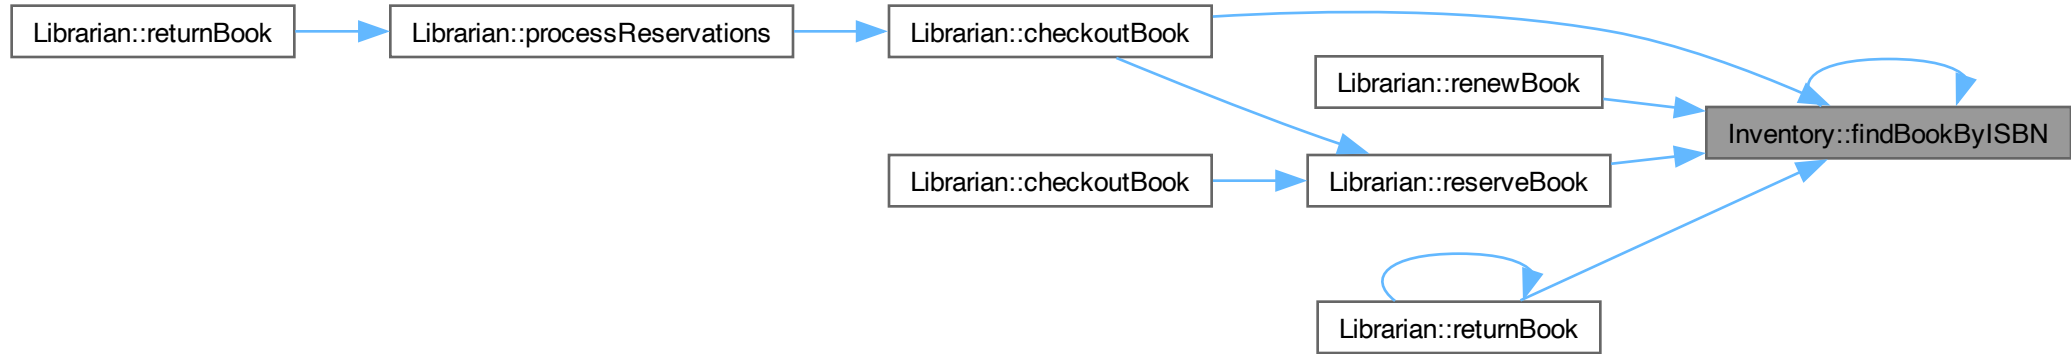 Librarian::returnBook
Librarian::processReservations
Librarian::checkoutBook
Librarian::renewBook
Inventory::findBookByISBN
Librarian::checkoutBook
Librarian::reserveBook
Librarian::returnBook